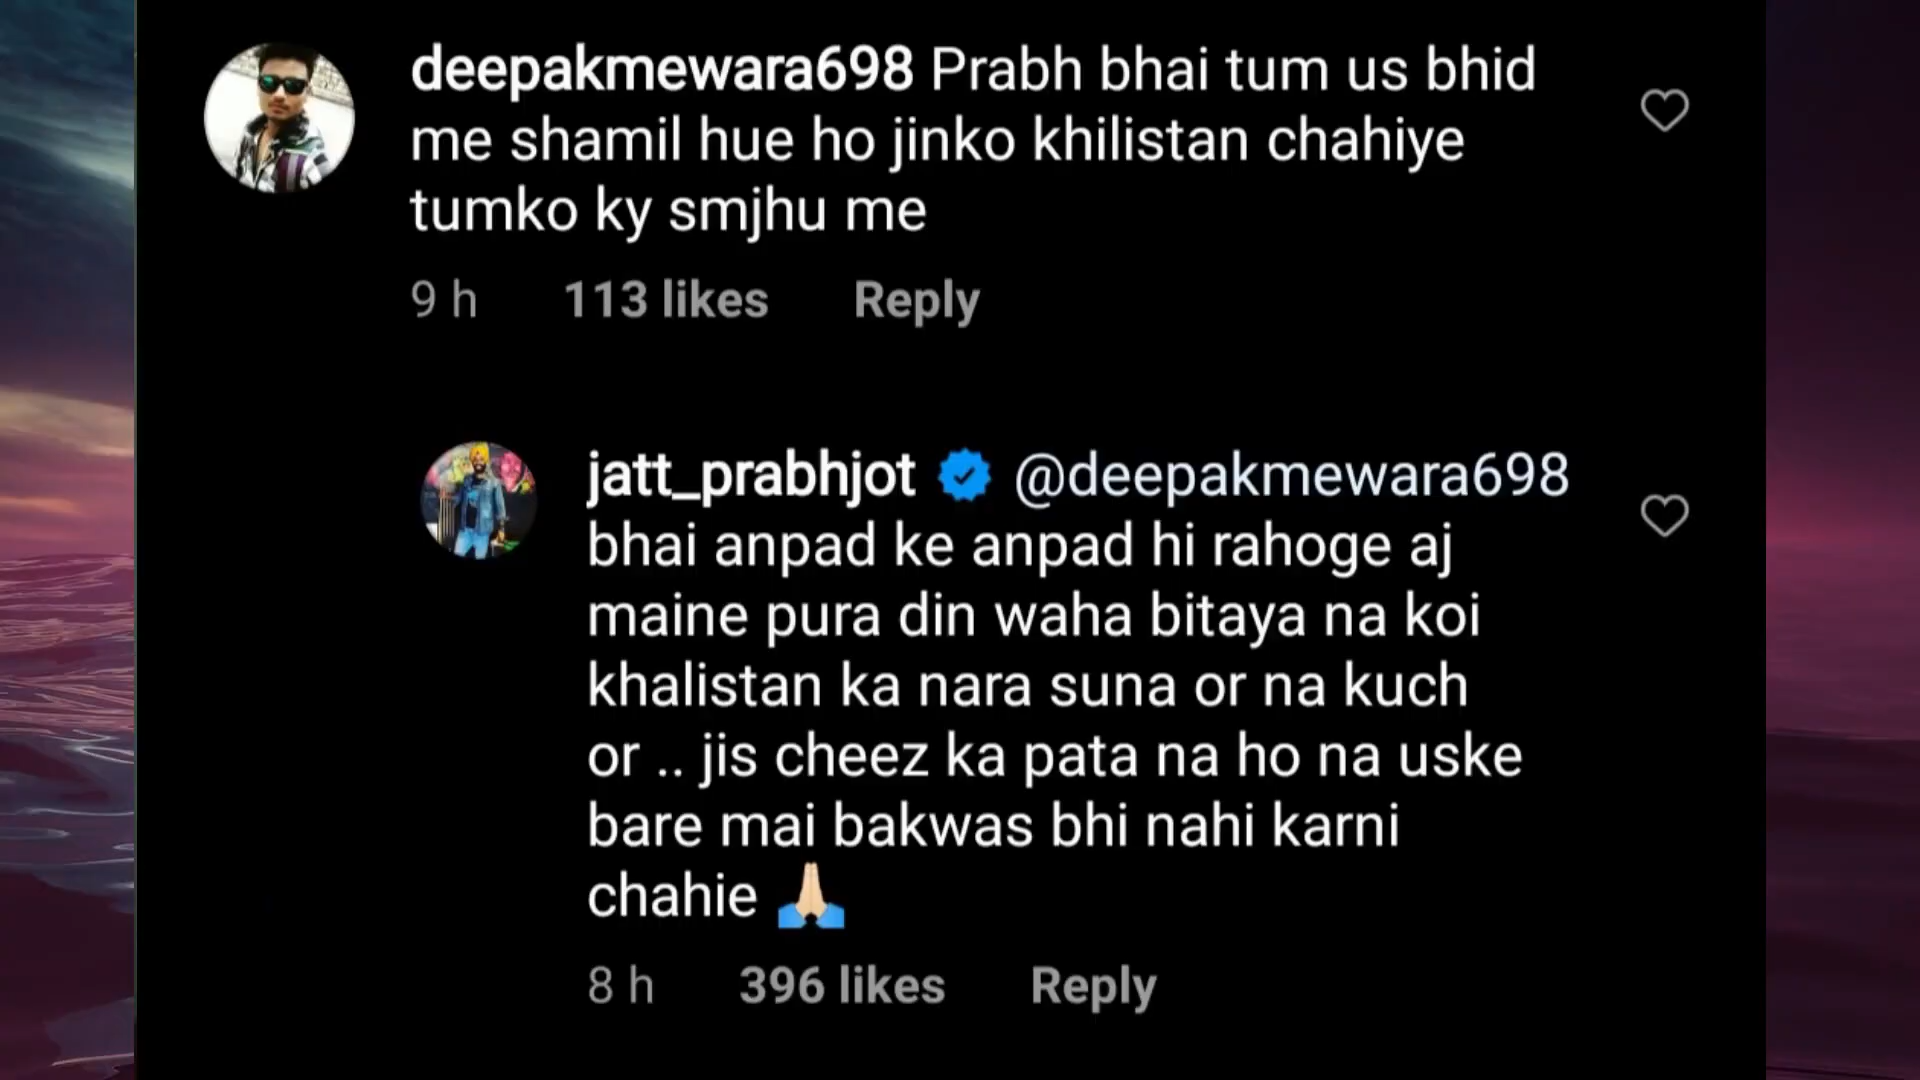 deepakmewara698 Prabh bhai tum us bhid
me shamil hue ho jinko khilistan chahiye
tumko ky smjhu me
9 h 113 likes Reply
jatt_prabhjot @deepakmewara698
bhai anpad ke anpad hi rahoge aj
maine pura din waha bitaya na koi
khalistan ka nara suna or na kuch
or .. jis cheez ka pata na ho na uske
bare mai bakwas bhi nahi karni
chahie 🙏🏻
8 h 396 likes Reply